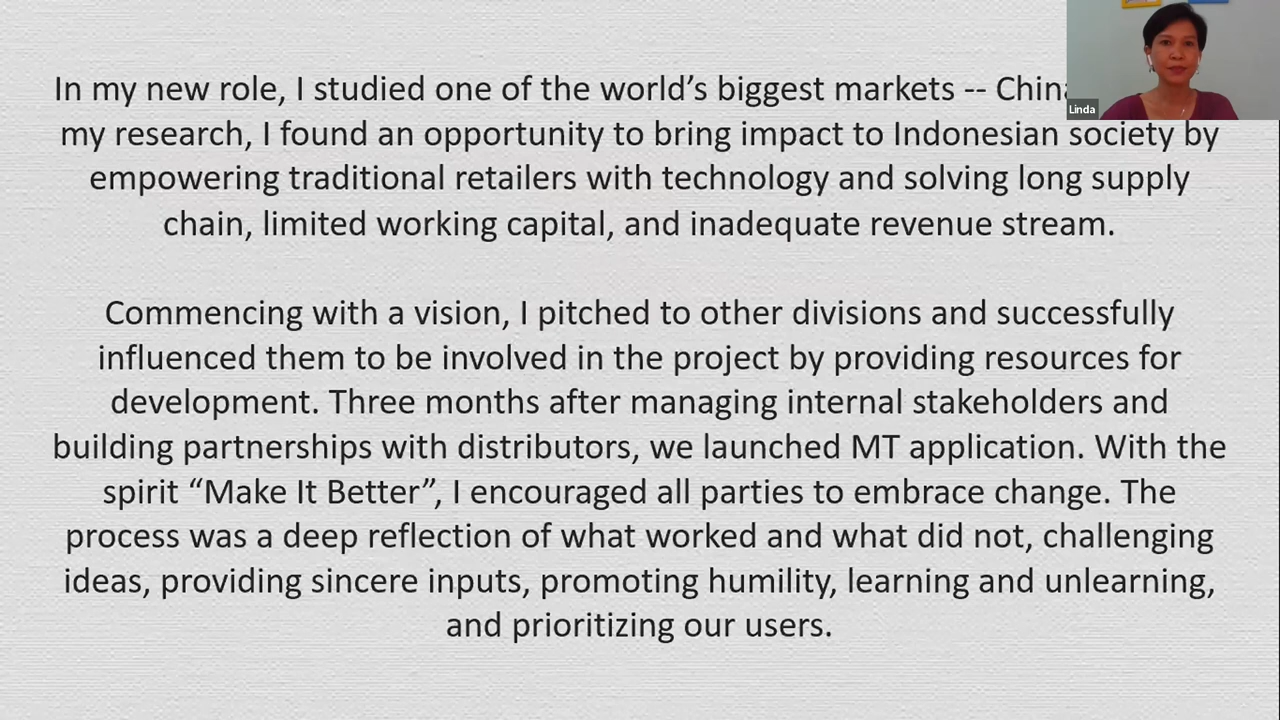 In my new role, I studied one of the world's biggest markets -- China
my research, I found an opportunity to bring impact to Indonesian society by
empowering traditional retailers with technology and solving long supply
chain, limited working capital, and inadequate revenue stream.
Commencing with a vision, I pitched to other divisions and successfully
influenced them to be involved in the project by providing resources for
development. Three months after managing internal stakeholders and
building partnerships with distributors, we launched MT application. With the
spirit “Make It Better”, I encouraged all parties to embrace change. The
process was a deep reflection of what worked and what did not, challenging
ideas, providing sincere inputs, promoting humility, learning and unlearning,
and prioritizing our users.
Linda